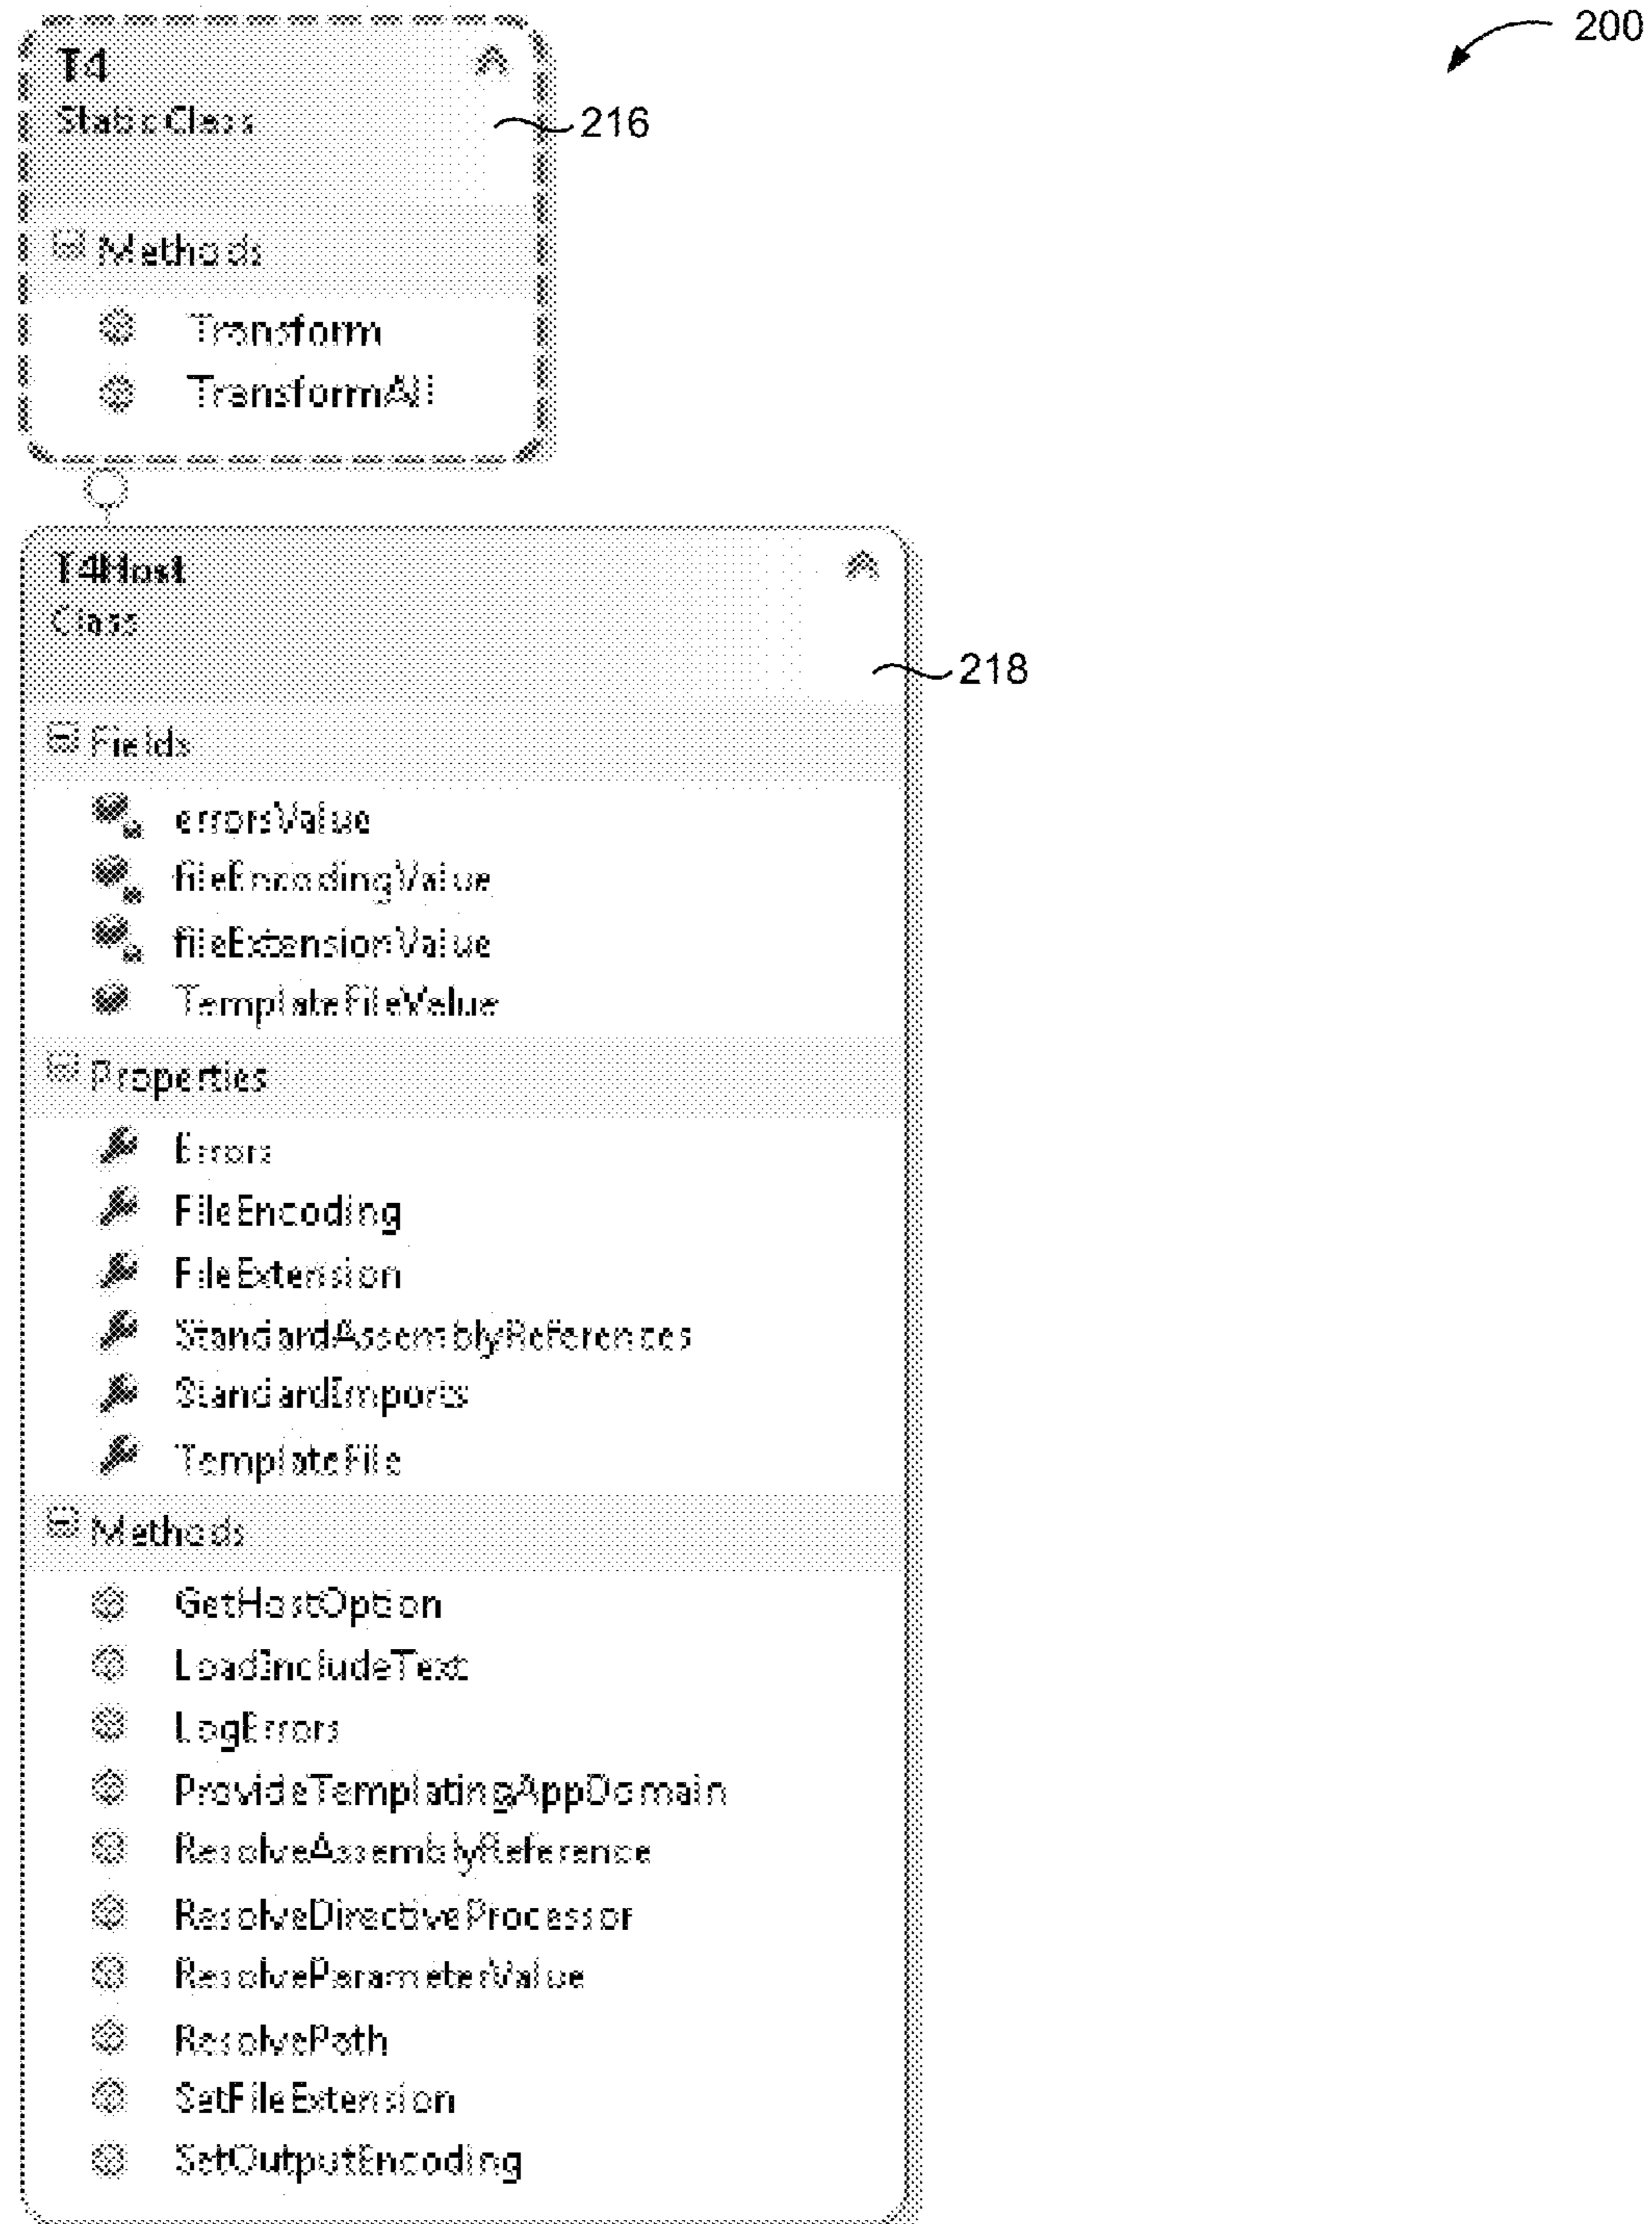 200
T4
Static Class
216
Methods
Transform
TransformAll
T4Host
Class
218
Fields
errorsValue
fileEncodingValue
fileExtensionValue
TemplateFileValue
Properties
Errors
FileEncoding
FileExtension
StandardAssemblyReferences
StandardImports
TemplateFile
Methods
GetHostOption
LoadIncludeText
LogErrors
ProvideTemplatingAppDomain
ResolveAssemblyReference
ResolveDirectiveProcessor
ResolveParameterValue
ResolvePath
SetFileExtension
SetOutputEncoding